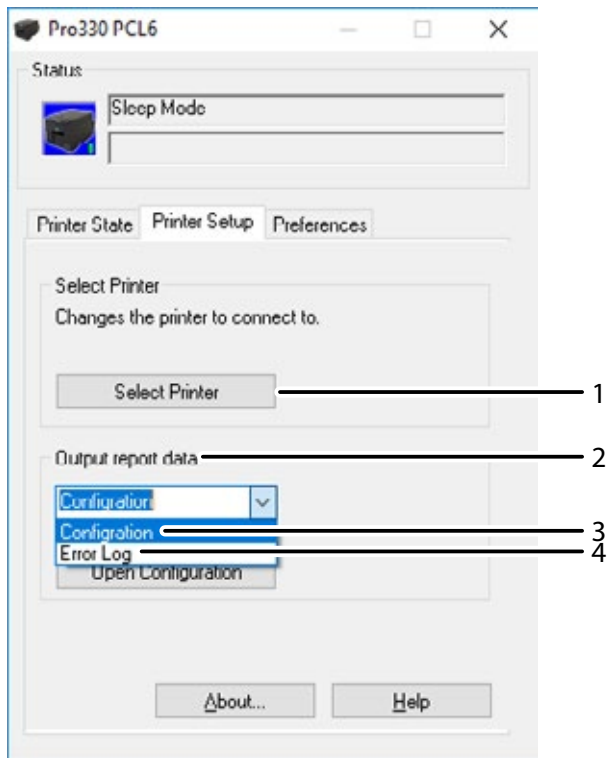 Pro330 PCL6
Status
Sleep Mode
Printer State Printer Setup Preferences
Select Printer
Changes the printer to connect to.
Select Printer 1
Output report data 2
Configration
Configration 3
Error Log 4
Open Configuration
About... Help